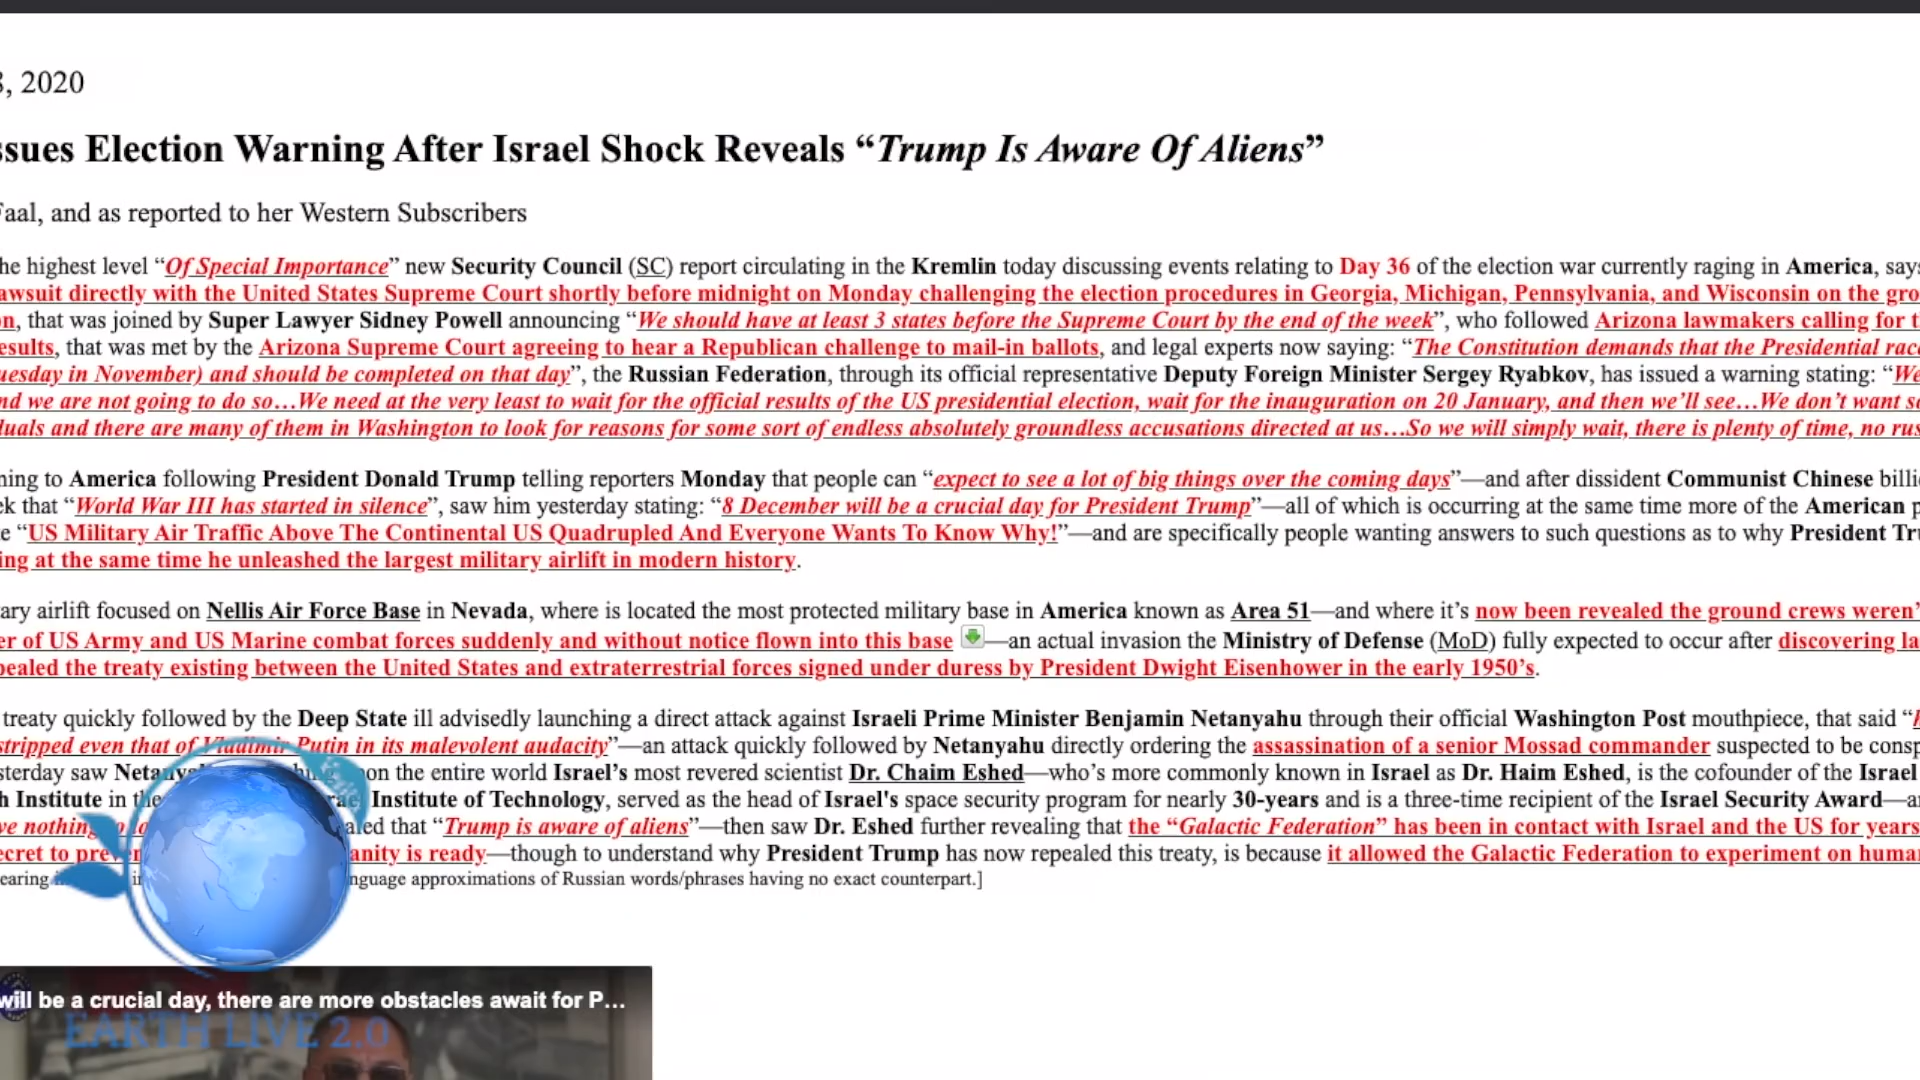 8, 2020
ssues Election Warning After Israel Shock Reveals “Trump Is Aware Of Aliens”
Faal, and as reported to her Western Subscribers
he highest level “Of Special Importance” new Security Council (SC) report circulating in the Kremlin today discussing events relating to Day 36 of the election war currently raging in America, says
awsuit directly with the United States Supreme Court shortly before midnight on Monday challenging the election procedures in Georgia, Michigan, Pennsylvania, and Wisconsin on the gro
n, that was joined by Super Lawyer Sidney Powell announcing “We should have at least 3 states before the Supreme Court by the end of the week”, who followed Arizona lawmakers calling for t
esults, that was met by the Arizona Supreme Court agreeing to hear a Republican challenge to mail-in ballots, and legal experts now saying: “The Constitution demands that the Presidential race
uesday in November) and should be completed on that day”, the Russian Federation, through its official representative Deputy Foreign Minister Sergey Ryabkov, has issued a warning stating: “We
nd we are not going to do so…We need at the very least to wait for the official results of the US presidential election, wait for the inauguration on 20 January, and then we’ll see…We don’t want so
duals and there are many of them in Washington to look for reasons for some sort of endless absolutely groundless accusations directed at us…So we will simply wait, there is plenty of time, no rus
ning to America following President Donald Trump telling reporters Monday that people can “expect to see a lot of big things over the coming days”—and after dissident Communist Chinese billi
ek that “World War III has started in silence”, saw him yesterday stating: “8 December will be a crucial day for President Trump”—all of which is occurring at the same time more of the American p
e “US Military Air Traffic Above The Continental US Quadrupled And Everyone Wants To Know Why!”—and are specifically people wanting answers to such questions as to why President Tru
ing at the same time he unleashed the largest military airlift in modern history.
ary airlift focused on Nellis Air Force Base in Nevada, where is located the most protected military base in America known as Area 51—and where it’s now been revealed the ground crews weren’
er of US Army and US Marine combat forces suddenly and without notice flown into this base —an actual invasion the Ministry of Defense (MoD) fully expected to occur after discovering la
pealed the treaty existing between the United States and extraterrestrial forces signed under duress by President Dwight Eisenhower in the early 1950’s.
treaty quickly followed by the Deep State ill advisedly launching a direct attack against Israeli Prime Minister Benjamin Netanyahu through their official Washington Post mouthpiece, that said “h
stripped even that of Vladimir Putin in its malevolent audacity”—an attack quickly followed by Netanyahu directly ordering the assassination of a senior Mossad commander suspected to be consp
sterday saw on the entire world Israel’s most revered scientist Dr. Chaim Eshed—who’s more commonly known in Israel as Dr. Haim Eshed, is the cofounder of the Israel
h Institute in the Institute of Technology, served as the head of Israel's space security program for nearly 30-years and is a three-time recipient of the Israel Security Award—a
ve nothing aled that “Trump is aware of aliens”—then saw Dr. Eshed further revealing that the “Galactic Federation” has been in contact with Israel and the US for years
ecret to preven anity is ready—though to understand why President Trump has now repealed this treaty, is because it allowed the Galactic Federation to experiment on human
earing nguage approximations of Russian words/phrases having no exact counterpart.]
will be a crucial day, there are more obstacles await for P...
EARTH LIVE 2.0